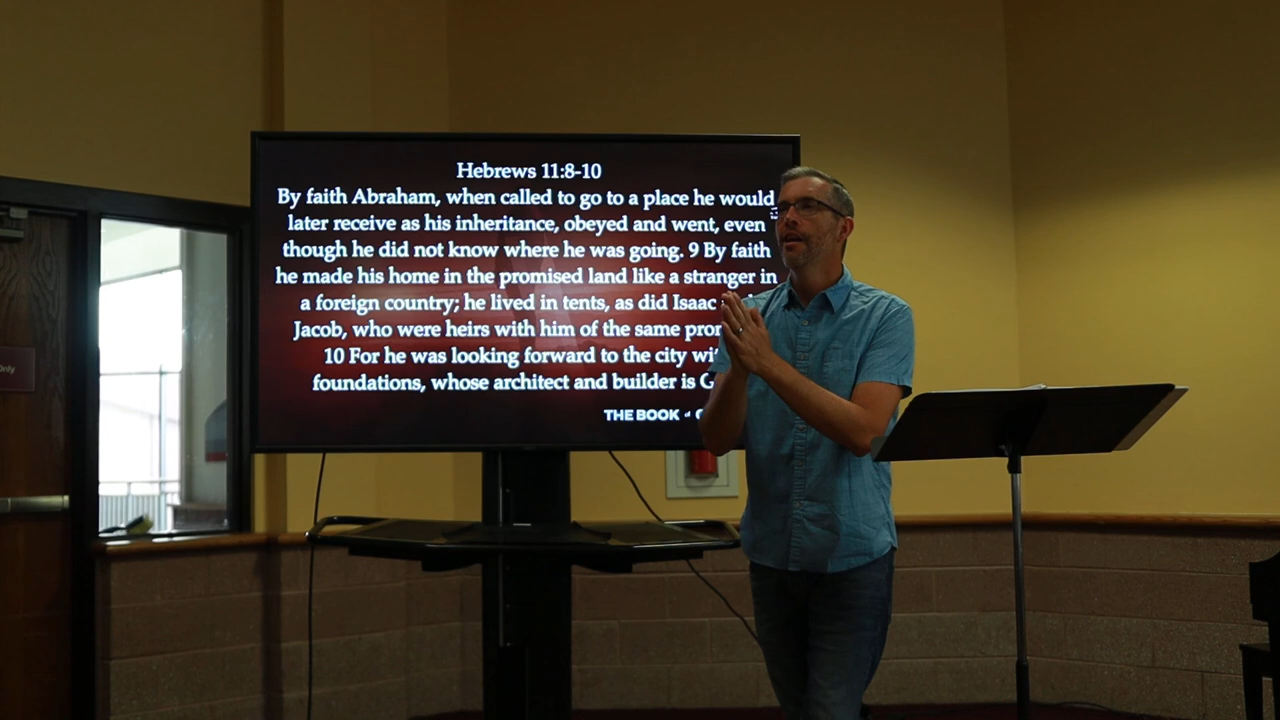 Hebrews 11:8-10
By faith Abraham, when called to go to a place he would
later receive as his inheritance, obeyed and went, even
though he did not know where he was going. 9 By faith
he made his home in the promised land like a stranger in
a foreign country; he lived in tents, as did Isaac
Jacob, who were heirs with him of the same
10 For he was looking forward to the city
foundations, whose architect and builder is
THE BOOK
only